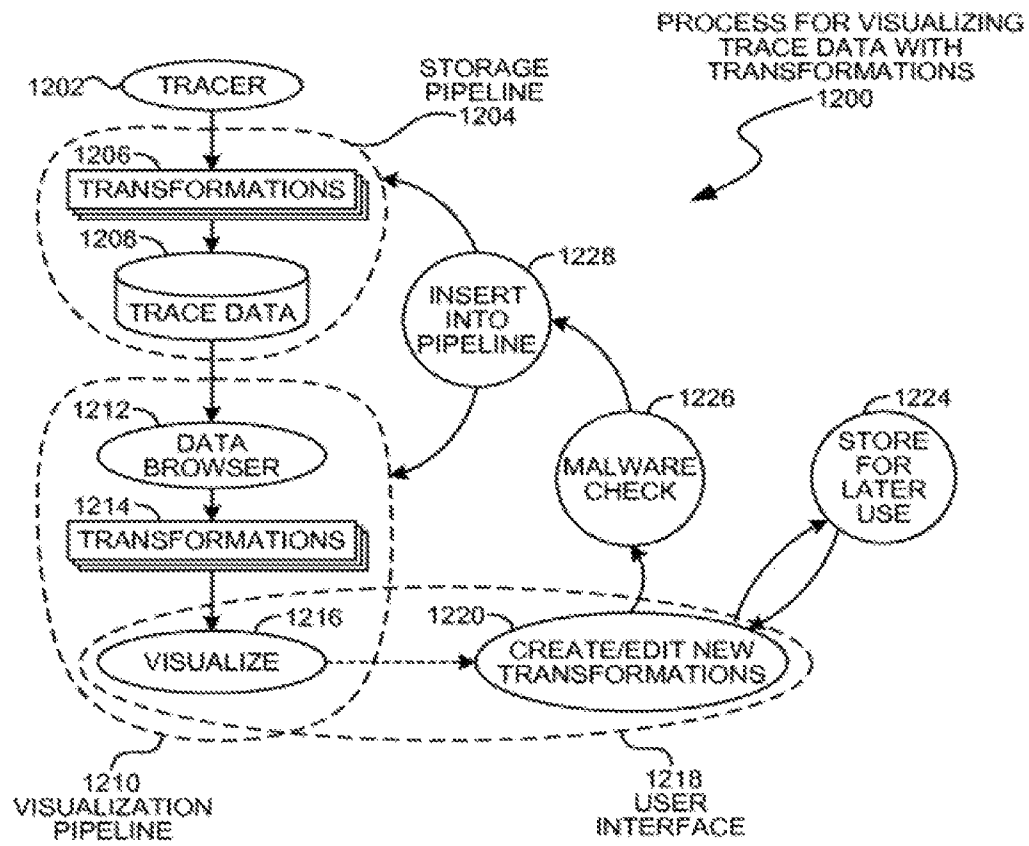 PROCESS FOR VISUALIZING
TRACE DATA WITH
TRANSFORMATIONS
1200
1202
TRACER
STORAGE
PIPELINE
1204
1206
TRANSFORMATIONS
1208
TRACE DATA
1228
INSERT
INTO
PIPELINE
1212
DATA
BROWSER
1226
MALWARE
CHECK
1224
STORE
FOR
LATER
USE
1214
TRANSFORMATIONS
1216
VISUALIZE
1220
CREATE/EDIT NEW
TRANSFORMATIONS
1210
VISUALIZATION
PIPELINE
1218
USER
INTERFACE